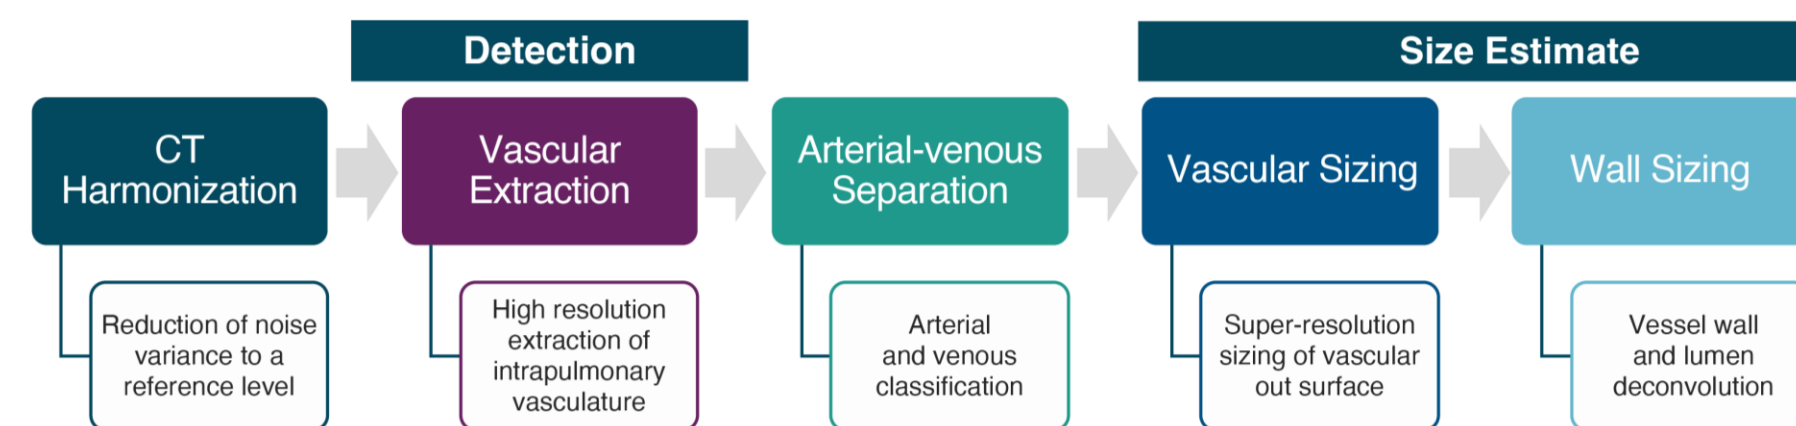 Detection
Size Estimate
CT
Harmonization
Vascular
Extraction
Arterial-venous
Separation
Vascular Sizing
Wall Sizing
Reduction of noise
variance to a
reference level
High resolution
extraction of
intrapulmonary
vasculature
Arterial
and venous
classification
Super-resolution
sizing of vascular
out surface
Vessel wall
and lumen
deconvolution